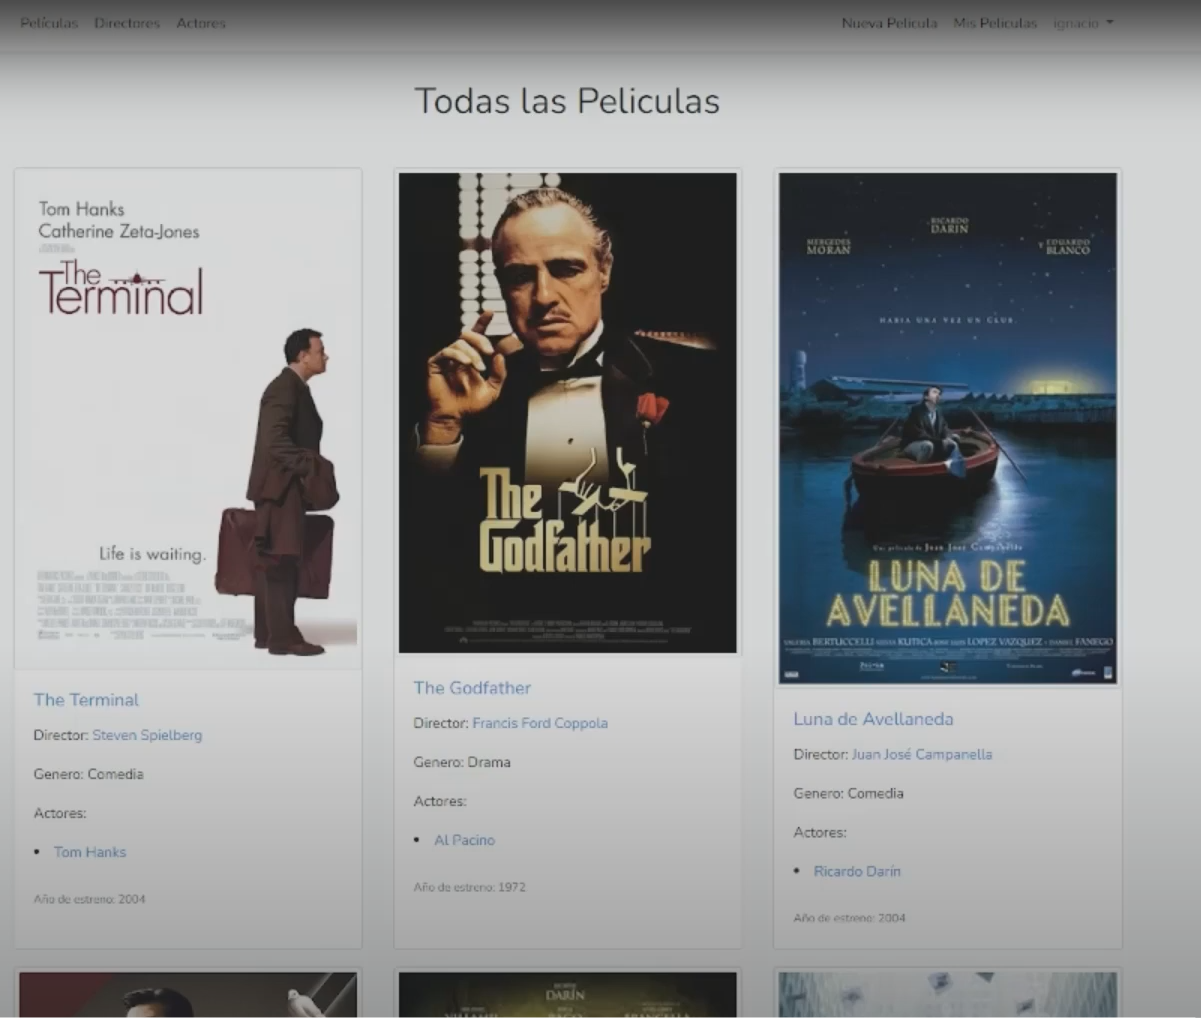 Películas Directores Actores
Nueva Pelicula Mis Peliculas ignacio
Todas las Peliculas
Tom Hanks
Catherine Zeta-Jones
The
Terminal
Life is waiting.
The Terminal
Director: Steven Spielberg
Genero: Comedia
Actores:
• Tom Hanks
Año de estreno: 2004
The
Godfather
The Godfather
Director: Francis Ford Coppola
Genero: Drama
Actores:
• Al Pacino
Año de estreno: 1972
RICARDO
DARIN
MERCEDES
MORAN
Y EDUARDO
BLANCO
HABIA UNA VEZ UN CLUB.
Una película de Juan José Campanella
LUNA DE
AVELLANEDA
VALERIA BERTUCCELLI SILVIA KUTICA JOSE LUIS LOPEZ VAZQUEZ Y DANIEL FANEGO
Luna de Avellaneda
Director: Juan José Campanella
Genero: Comedia
Actores:
• Ricardo Darín
Año de estreno: 2004
DARÍN